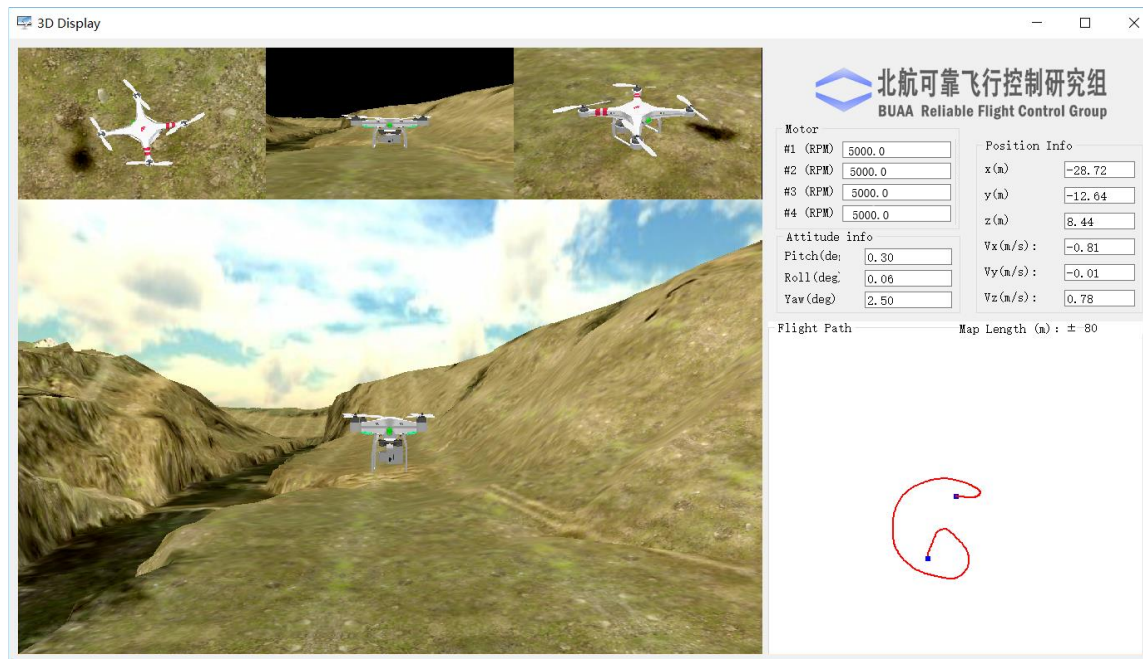 3D Display
北航可靠飞行控制研究组
BUAA Reliable Flight Control Group
Motor
#1 (RPM) 5000.0
#2 (RPM) 5000.0
#3 (RPM) 5000.0
#4 (RPM) 5000.0
Attitude info
Pitch(de
0.30
Roll(deg
0.06
Yaw(deg) 2.50
Position Info
x(m) -28.72
y(m) -12.64
z(m) 8.44
Vx(m/s): -0.81
Vy(m/s): -0.01
Vz(m/s): 0.78
Flight Path
Map Length (m): ± 80